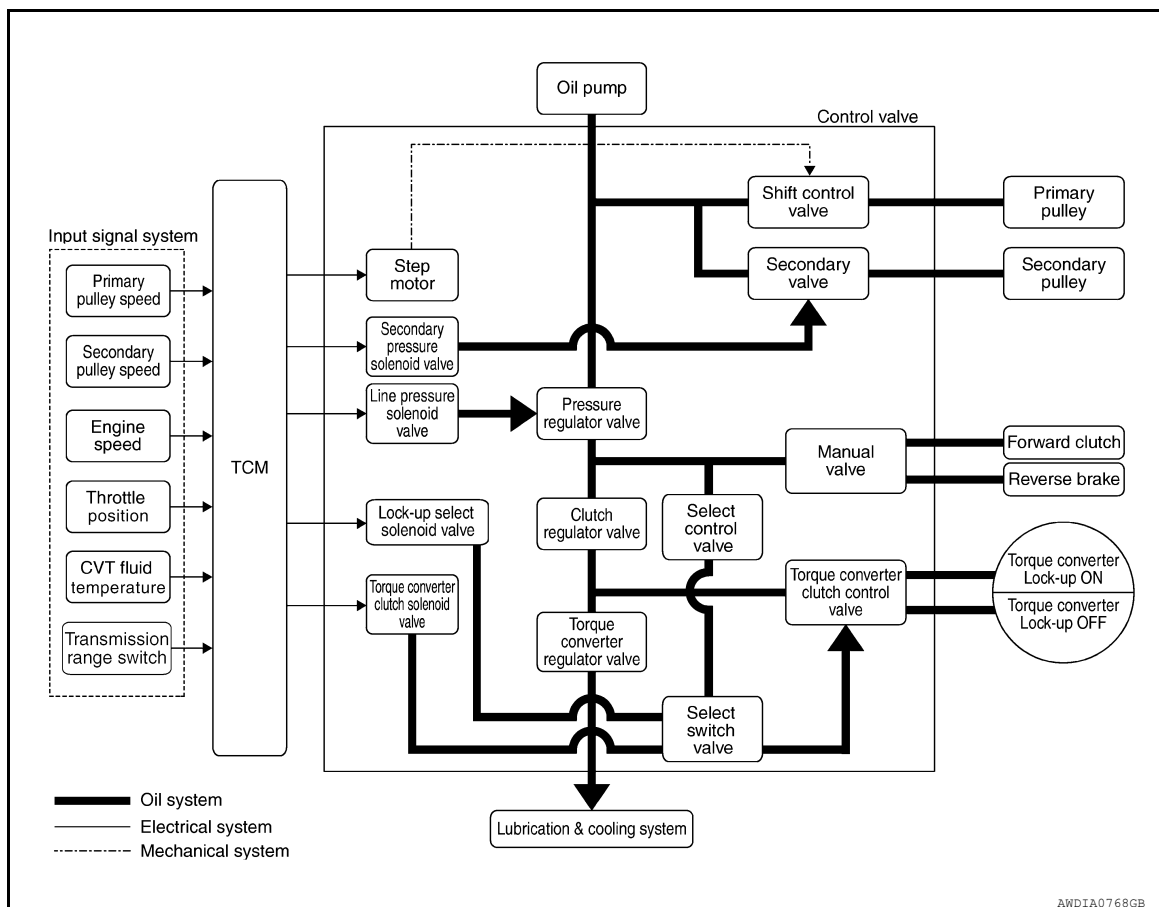 Oil pump
Control valve
Shift control
valve
Primary
pulley
Input signal system
Primary
pulley speed
Step
motor
Secondary
valve
Secondary
pulley
Secondary
pulley speed
Secondary
pressure
solenoid valve
Line pressure
solenoid
valve
Pressure
regulator valve
Engine
speed
TCM
Manual
valve
Forward clutch
Reverse brake
Throttle
position
Lock-up select
solenoid valve
Clutch
regulator valve
Select
control
valve
CVT fluid
temperature
Torque converter
clutch solenoid
valve
Torque converter
clutch control
valve
Torque converter
Lock-up ON
Torque converter
Lock-up OFF
Transmission
range switch
Torque
converter
regulator valve
Select
switch
valve
Oil system
Electrical system
Mechanical system
Lubrication & cooling system
AWDIA0768GB